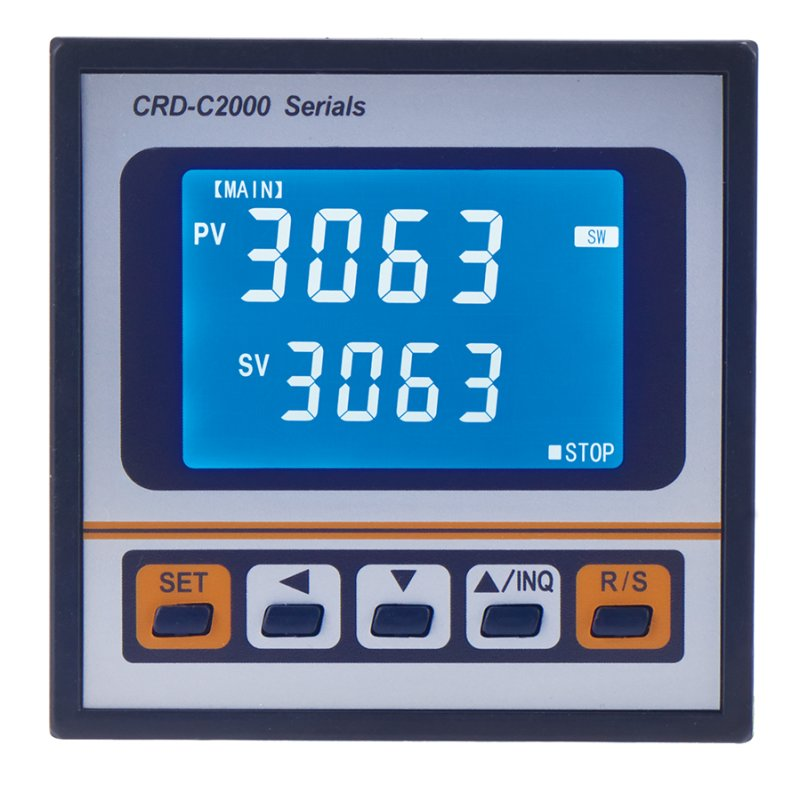 CRD-C2000 Serials
【MAIN】
PV 3063 SW
SV 3063
■STOP
SET ◀ ▼ ▲/INQ R/S